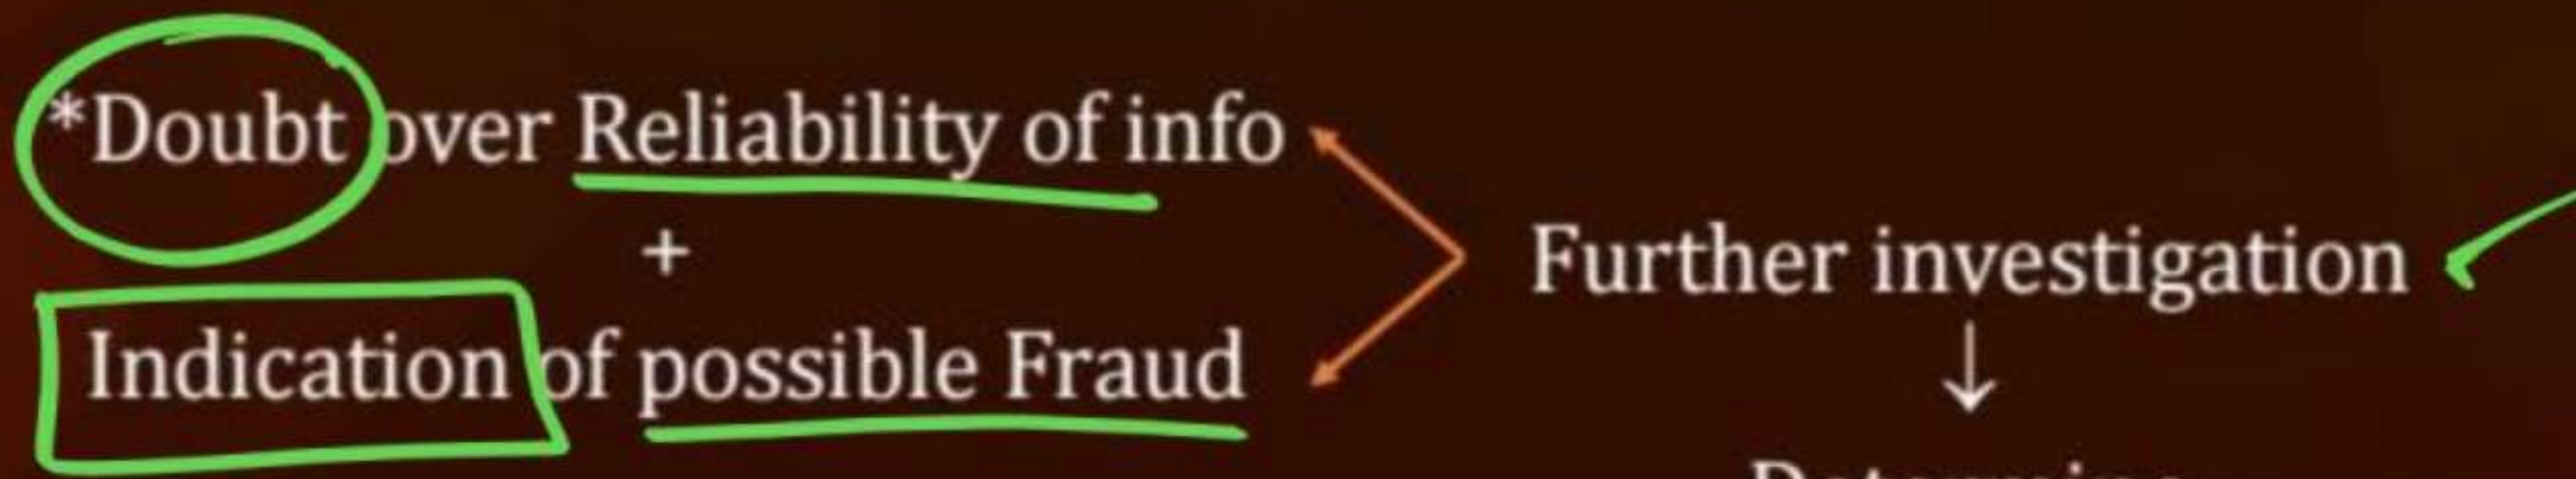 *Doubt over Reliability of info
+
Indication of possible Fraud
Further investigation
↓